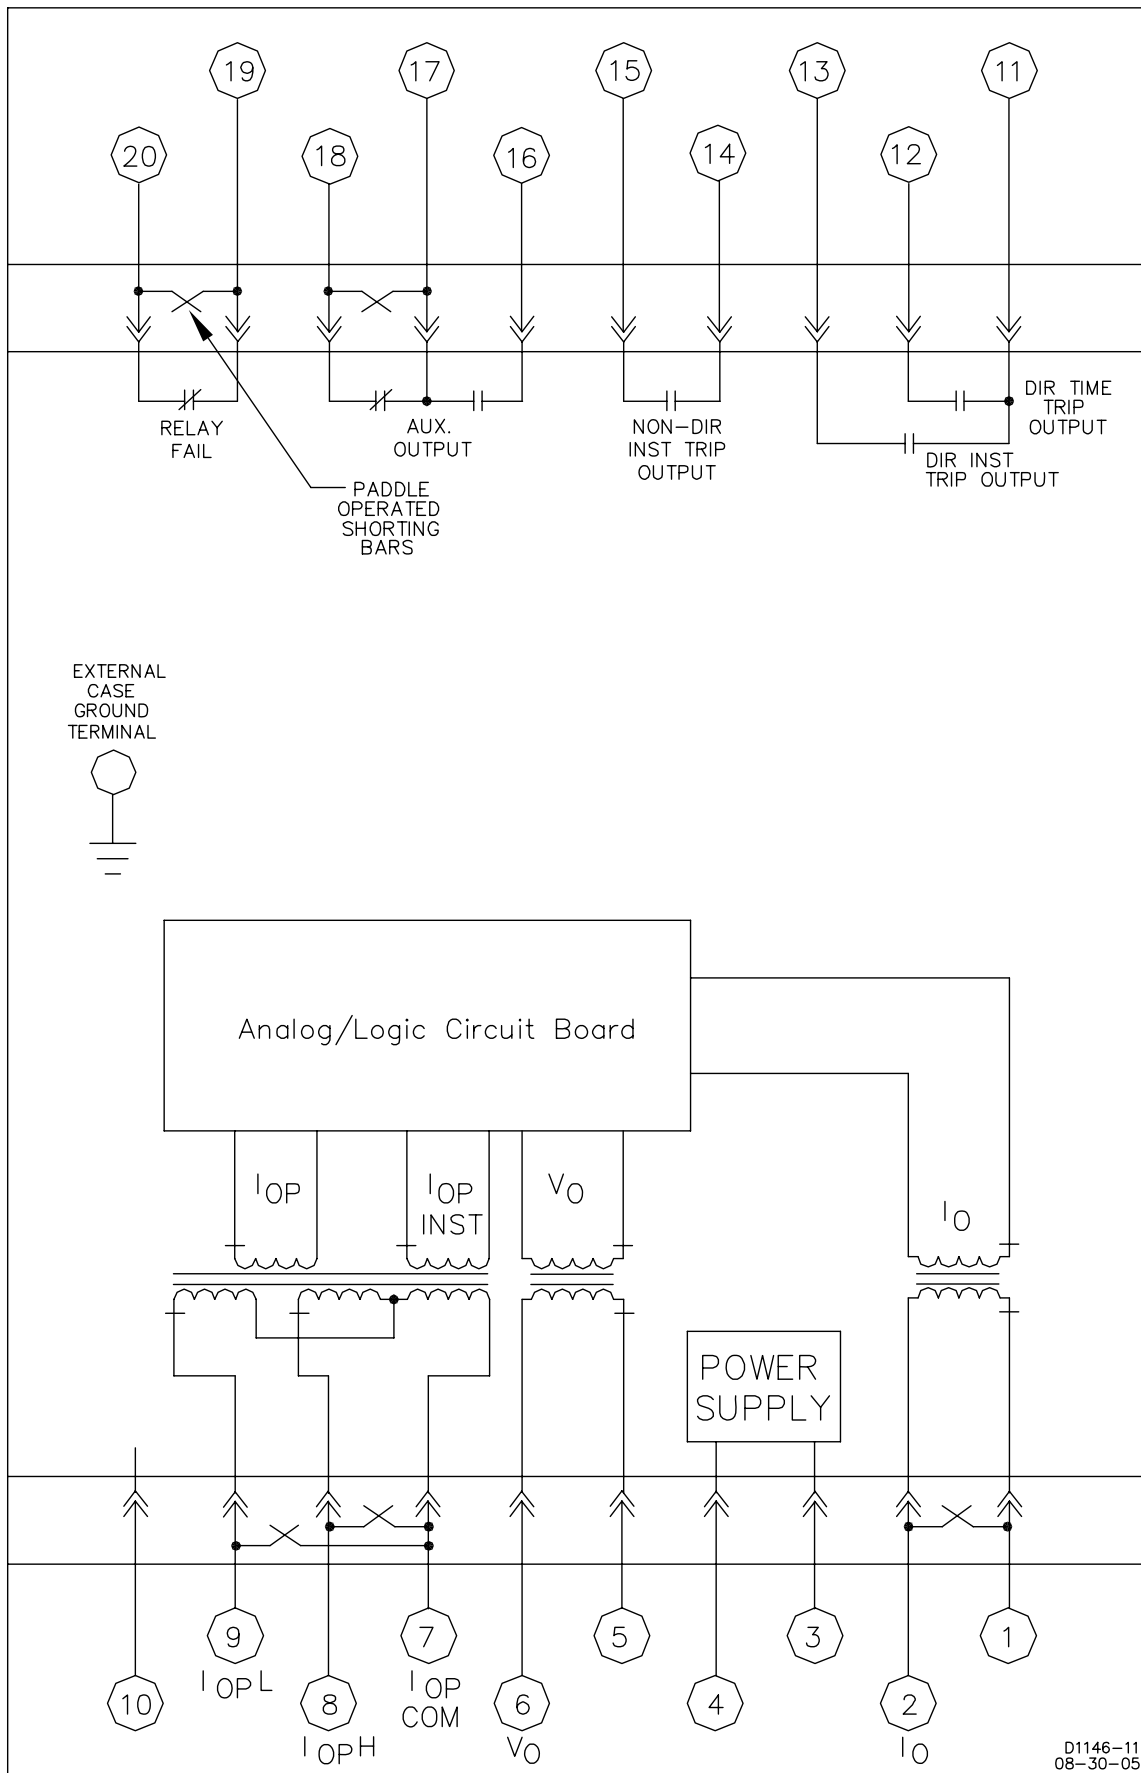 19
17
15
13
11
20
18
16
14
12
RELAY
FAIL
AUX.
OUTPUT
NON-DIR
INST TRIP
OUTPUT
DIR TIME
TRIP
OUTPUT
DIR INST
TRIP OUTPUT
PADDLE
OPERATED
SHORTING
BARS
EXTERNAL
CASE
GROUND
TERMINAL
Analog/Logic Circuit Board
IOP
IOP
INST
VO
IO
POWER
SUPPLY
9
7
5
3
1
IOPL
IOP
COM
10
8
6
4
2
IOPH
VO
IO
D1146-11
08-30-05